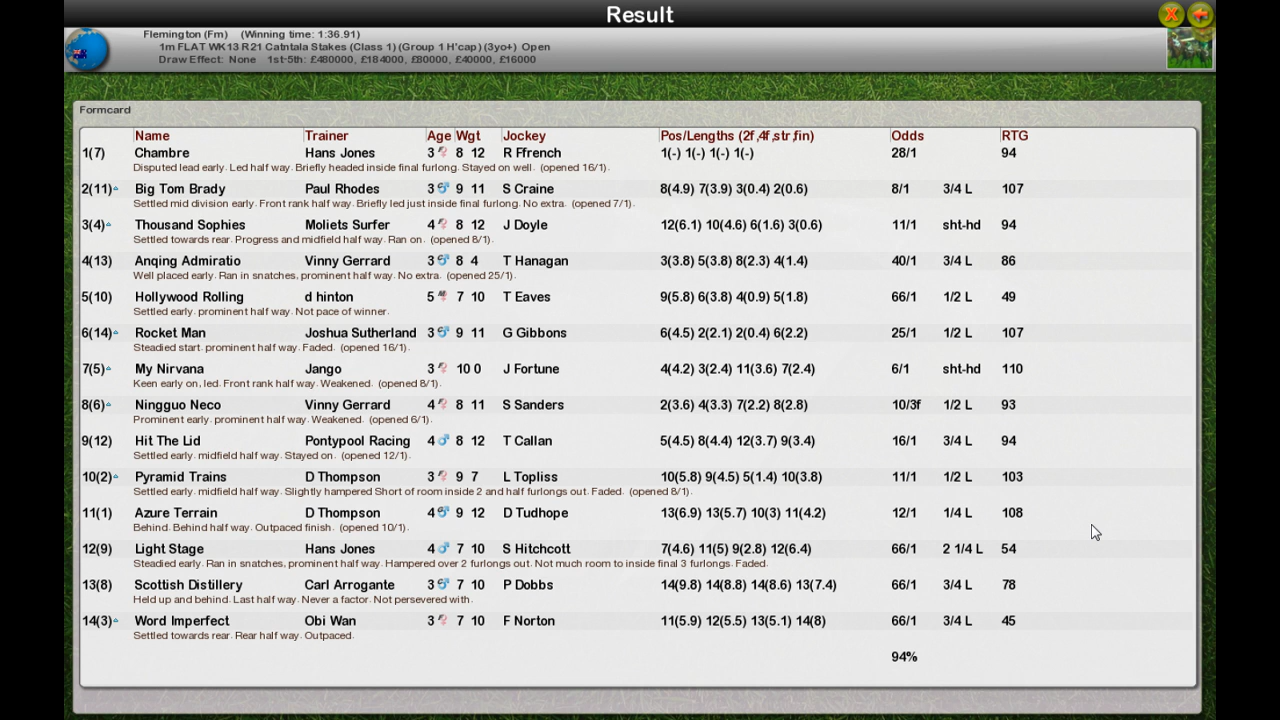 Result
Flemington (Fm) (Winning time: 1:36.91)
1m FLAT WK13 R21 Catntala Stakes (Class 1) (Group 1 H'cap) (3yo+) Open
Draw Effect: None 1st-5th: £480000, £184000, £80000, £40000, £16000
Formcard
Name Trainer Age Wgt Jockey Pos/Lengths (2f,4f,str,fin) Odds RTG
1(7) Chambre Hans Jones 3 8 12 R Ffrench 1(-) 1(-) 1(-) 1(-) 28/1 94
Disputed lead early. Led half way. Briefly headed inside final furlong. Stayed on well. (opened 16/1).
2(11) Big Tom Brady Paul Rhodes 3 9 11 S Craine 8(4.9) 7(3.9) 3(0.4) 2(0.6) 8/1 3/4 L 107
Settled mid division early. Front rank half way. Briefly led just inside final furlong. No extra. (opened 7/1).
3(4) Thousand Sophies Moliets Surfer 4 8 12 J Doyle 12(6.1) 10(4.6) 6(1.6) 3(0.6) 11/1 sht-hd 94
Settled towards rear. Progress and midfield half way. Ran on. (opened 8/1).
4(13) Anqing Admiratio Vinny Gerrard 3 8 4 T Hanagan 3(3.8) 5(3.8) 8(2.3) 4(1.4) 40/1 3/4 L 86
Well placed early. Ran in snatches, prominent half way. No extra. (opened 25/1).
5(10) Hollywood Rolling d hinton 5 7 10 T Eaves 9(5.8) 6(3.8) 4(0.9) 5(1.8) 66/1 1/2 L 49
Settled early. prominent half way. Not pace of winner.
6(14) Rocket Man Joshua Sutherland 3 9 11 G Gibbons 6(4.5) 2(2.1) 2(0.4) 6(2.2) 25/1 1/2 L 107
Steadied start. prominent half way. Faded. (opened 16/1).
7(5) My Nirvana Jango 3 10 0 J Fortune 4(4.2) 3(2.4) 11(3.6) 7(2.4) 6/1 sht-hd 110
Keen early on, led. Front rank half way. Weakened. (opened 8/1).
8(6) Ningguo Neco Vinny Gerrard 4 8 11 S Sanders 2(3.6) 4(3.3) 7(2.2) 8(2.8) 10/3f 1/2 L 93
Prominent early. prominent half way. Weakened. (opened 6/1).
9(12) Hit The Lid Pontypool Racing 4 8 12 T Callan 5(4.5) 8(4.4) 12(3.7) 9(3.4) 16/1 3/4 L 94
Settled early. midfield half way. Stayed on. (opened 12/1).
10(2) Pyramid Trains D Thompson 3 9 7 L Topliss 10(5.8) 9(4.5) 5(1.4) 10(3.8) 11/1 1/2 L 103
Settled early. midfield half way. Slightly hampered Short of room inside 2 and half furlongs out. Faded. (opened 8/1).
11(1) Azure Terrain D Thompson 4 9 12 D Tudhope 13(6.9) 13(5.7) 10(3) 11(4.2) 12/1 1/4 L 108
Behind. Behind half way. Outpaced finish. (opened 10/1).
12(9) Light Stage Hans Jones 4 7 10 S Hitchcott 7(4.6) 11(5) 9(2.8) 12(6.4) 66/1 2 1/4 L 54
Steadied early. Ran in snatches, prominent half way. Hampered over 2 furlongs out. Not much room to inside final 3 furlongs. Faded.
13(8) Scottish Distillery Carl Arrogante 3 7 10 P Dobbs 14(9.8) 14(8.8) 14(8.6) 13(7.4) 66/1 3/4 L 78
Held up and behind. Last half way. Never a factor. Not persevered with.
14(3) Word Imperfect Obi Wan 3 7 10 F Norton 11(5.9) 12(5.5) 13(5.1) 14(8) 66/1 3/4 L 45
Settled towards rear. Rear half way. Outpaced.
94%